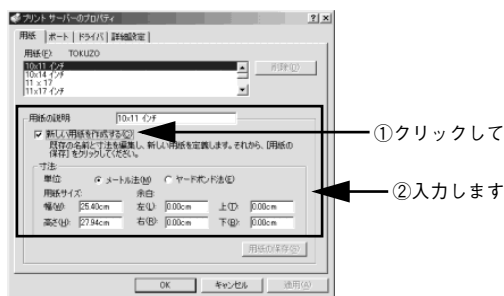 プリント サーバーのプロパティ
用紙 ポート ドライバ 詳細設定
用紙(F): TOKUZO
10x11 インチ
10x14 インチ
11 x 17
11x17 インチ
削除(D)
用紙の説明: 10x11 インチ
新しい用紙を作成する(C)
既存の名前と寸法を編集し、新しい用紙を定義します。それから、[用紙の
保存] をクリックしてください。
寸法:
単位: メートル法(M) ヤードポンド法(E)
用紙サイズ: 余白:
幅(W): 25.40cm 左(L): 0.00cm 上(T): 0.00cm
高さ(H): 27.94cm 右(R): 0.00cm 下(B): 0.00cm
用紙の保存(S)
OK キャンセル 適用(A)
①クリックして
②入力します